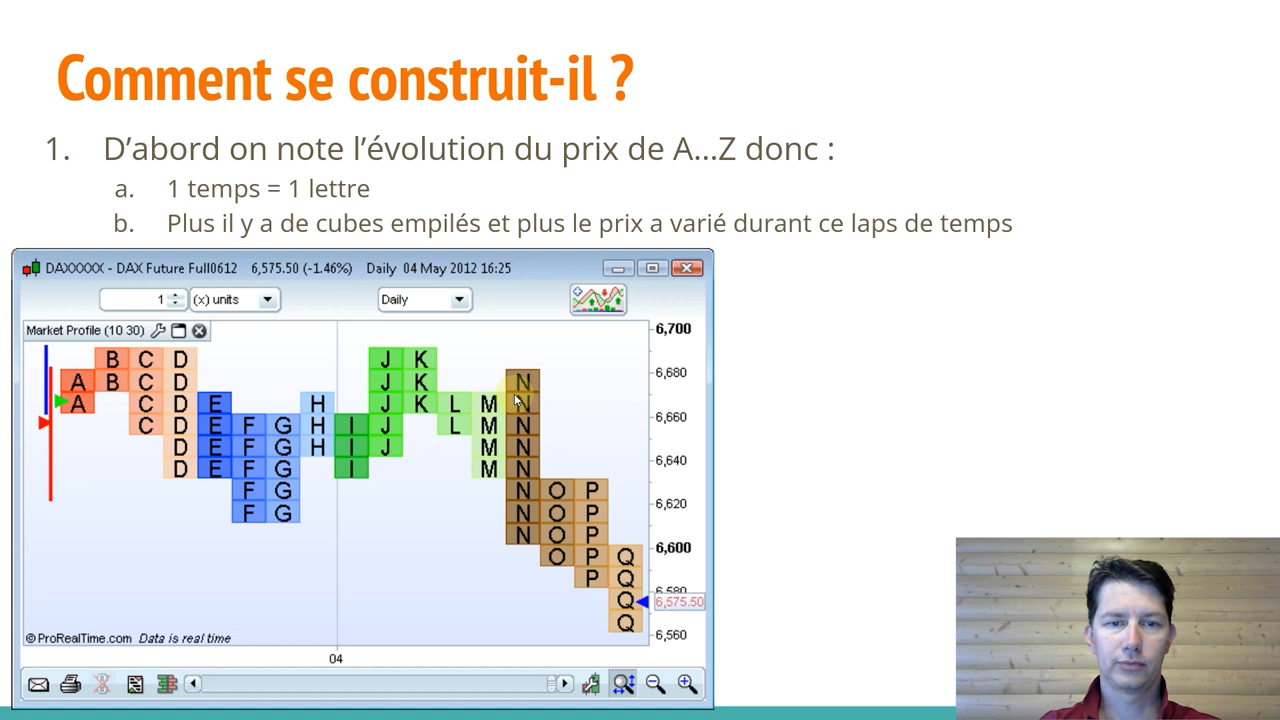 Comment se construit-il ?
1. D'abord on note l'évolution du prix de A...Z donc :
a. 1 temps = 1 lettre
b. Plus il y a de cubes empilés et plus le prix a varié durant ce laps de temps
DAXXXXX - DAX Future Full0612 6,575.50 (-1.46%) Daily 04 May 2012 16:25
1 (x) units Daily
Market Profile (10 30)
6,700
B C D J K
6,680
A B C D J K N
A C D E H J K L M N
6,660
C D E F G H I J L M N
D E F G H I J M N
6,640
D E F G I M N
F G N O P
6,620
F G N O P
N O P
6,600
O P Q
P Q
6,580
Q 6,575.50
Q
6,560
© ProRealTime.com Data is real time
04